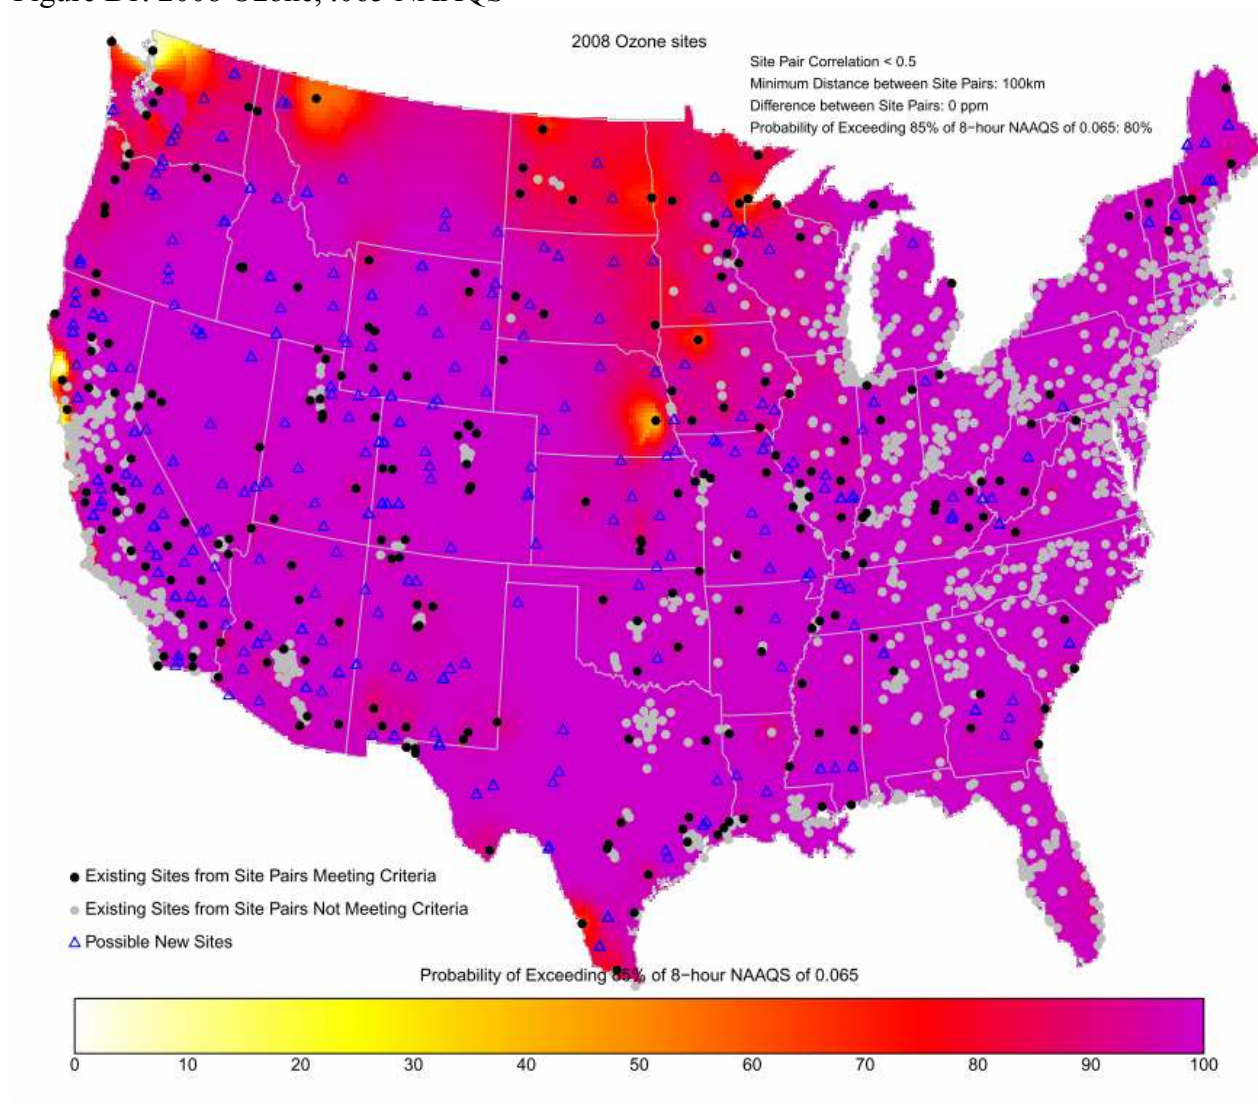 2008 Ozone sites
Site Pair Correlation < 0.5
Minimum Distance between Site Pairs: 100km
Difference between Site Pairs: 0 ppm
Probability of Exceeding 85% of 8−hour NAAQS of 0.065: 80%
Existing Sites from Site Pairs Meeting Criteria
Existing Sites from Site Pairs Not Meeting Criteria
Possible New Sites
Probability of Exceeding 85% of 8−hour NAAQS of 0.065
0 10 20 30 40 50 60 70 80 90 100